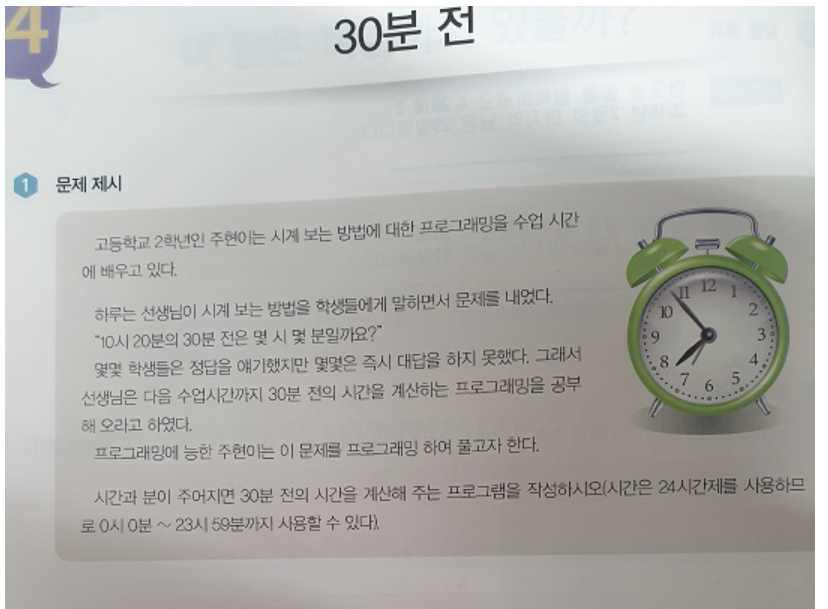 4
30분 전
1 문제 제시
고등학교 2학년인 주현이는 시계 보는 방법에 대한 프로그래밍을 수업 시간
에 배우고 있다.
하루는 선생님이 시계 보는 방법을 학생들에게 말하면서 문제를 내었다.
“10시 20분의 30분 전은 몇 시 몇 분일까요?”
몇몇 학생들은 정답을 얘기했지만 몇몇은 즉시 대답을 하지 못했다. 그래서
선생님은 다음 수업시간까지 30분 전의 시간을 계산하는 프로그래밍을 공부
해 오라고 하였다.
프로그래밍에 능한 주현이는 이 문제를 프로그래밍 하여 풀고자 한다.
시간과 분이 주어지면 30분 전의 시간을 계산해 주는 프로그램을 작성하시오(시간은 24시간제를 사용하므
로 0시 0분 ~ 23시 59분까지 사용할 수 있다).
12
1
2
3
4
5
6
7
8
9
10
11